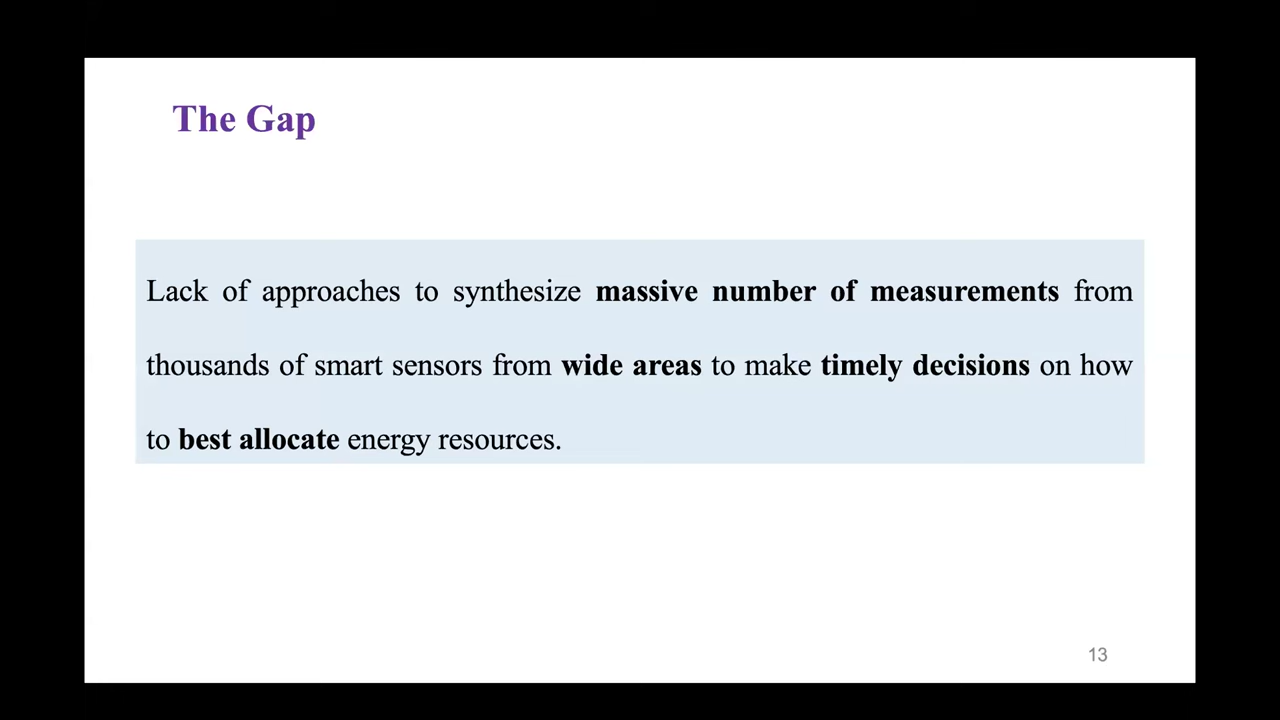 The Gap
Lack of approaches to synthesize massive number of measurements from
thousands of smart sensors from wide areas to make timely decisions on how
to best allocate energy resources.
13